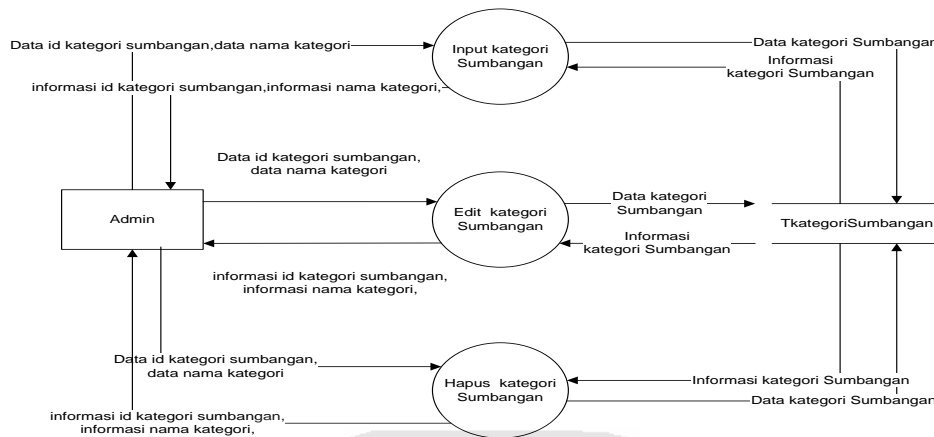 Data id kategori sumbangan,data nama kategori
Input kategori
Sumbangan
Data kategori Sumbangan
Informasi
kategori Sumbangan
informasi id kategori sumbangan,informasi nama kategori,
Data id kategori sumbangan,
data nama kategori
Admin
Edit kategori
Sumbangan
Data kategori
Sumbangan
TkategoriSumbangan
Informasi
kategori Sumbangan
informasi id kategori sumbangan,
informasi nama kategori,
Data id kategori sumbangan,
data nama kategori
Hapus kategori
Sumbangan
Informasi kategori Sumbangan
Data kategori Sumbangan
informasi id kategori sumbangan,
informasi nama kategori,